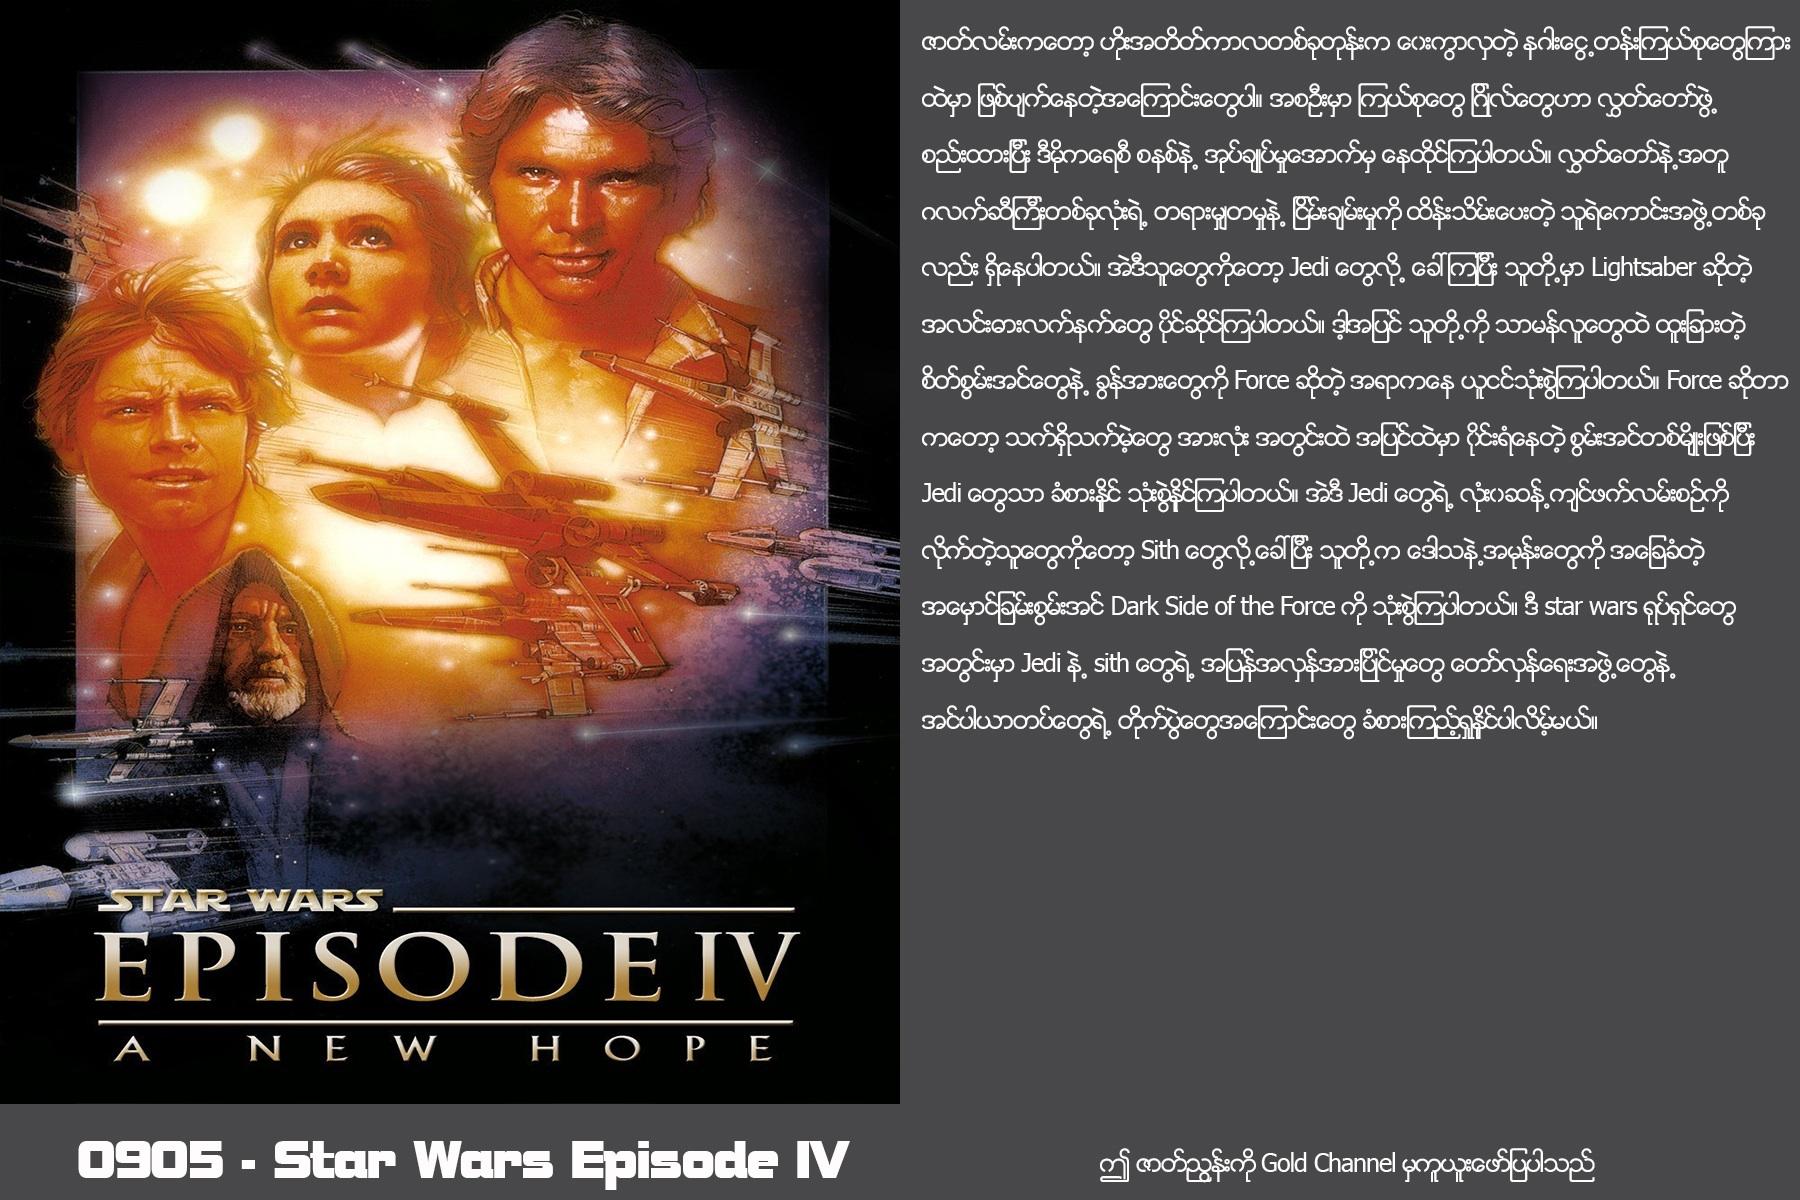 STAR WARS
EPISODE IV
A NEW HOPE
0905 - Star Wars Episode IV
ဇာတ်လမ်းကတော့ ဟိုးအတိတ်ကာလတစ်ခုတုန်းက ဝေးကွာလှတဲ့ နဂါးငွေ့တန်းကြယ်စုတွေကြား
ထဲမှာ ဖြစ်ပျက်နေတဲ့အကြောင်းတွေပါ။ အစဦးမှာ ကြယ်စုတွေ ဂြိုလ်တွေဟာ လွှတ်တော်ဖွဲ့
စည်းထားပြီး ဒီမိုကရေစီ စနစ်နဲ့ အုပ်ချုပ်မှုအောက်မှ နေထိုင်ကြပါတယ်။ လွှတ်တော်နဲ့အတူ
ဂလက်ဆီကြီးတစ်ခုလုံးရဲ့ တရားမျှတမှုနဲ့ ငြိမ်းချမ်းမှုကို ထိန်းသိမ်းပေးတဲ့ သူရဲကောင်းအဖွဲ့တစ်ခု
လည်း ရှိနေပါတယ်။ အဲဒီသူတွေကိုတော့ Jedi တွေလို့ ခေါ်ကြပြီး သူတို့မှာ Lightsaber ဆိုတဲ့
အလင်းဓားလက်နက်တွေ ပိုင်ဆိုင်ကြပါတယ်။ ဒါ့အပြင် သူတို့ကို သာမန်လူတွေထဲ ထူးခြားတဲ့
စိတ်စွမ်းအင်တွေနဲ့ ခွန်အားတွေကို Force ဆိုတဲ့ အရာကနေ ယူငင်သုံးစွဲကြပါတယ်။ Force ဆိုတာ
ကတော့ သက်ရှိသက်မဲ့တွေ အားလုံး အတွင်းထဲ အပြင်ထဲမှာ ဝိုင်းရံနေတဲ့ စွမ်းအင်တစ်မျိုးဖြစ်ပြီး
Jedi တွေသာ ခံစားနိုင် သုံးစွဲနိုင်ကြပါတယ်။ အဲဒီ Jedi တွေရဲ့ လုံးဝဆန့်ကျင်ဖက်လမ်းစဉ်ကို
လိုက်တဲ့သူတွေကိုတော့ Sith တွေလို့ခေါ်ပြီး သူတို့က ဒေါသနဲ့အမုန်းတွေကို အခြေခံတဲ့
အမှောင်ခြမ်းစွမ်းအင် Dark Side of the Force ကို သုံးစွဲကြပါတယ်။ ဒီ star wars ရုပ်ရှင်တွေ
အတွင်းမှာ Jedi နဲ့ sith တွေရဲ့ အပြန်အလှန်အားပြိုင်မှုတွေ တော်လှန်ရေးအဖွဲ့တွေနဲ့
အင်ပါယာတပ်တွေရဲ့ တိုက်ပွဲတွေအကြောင်းတွေ ခံစားကြည့်ရှုနိုင်ပါလိမ့်မယ်။
ဤ ဇာတ်ညွှန်းကို Gold Channel မှကူယူးဖော်ပြပါသည်